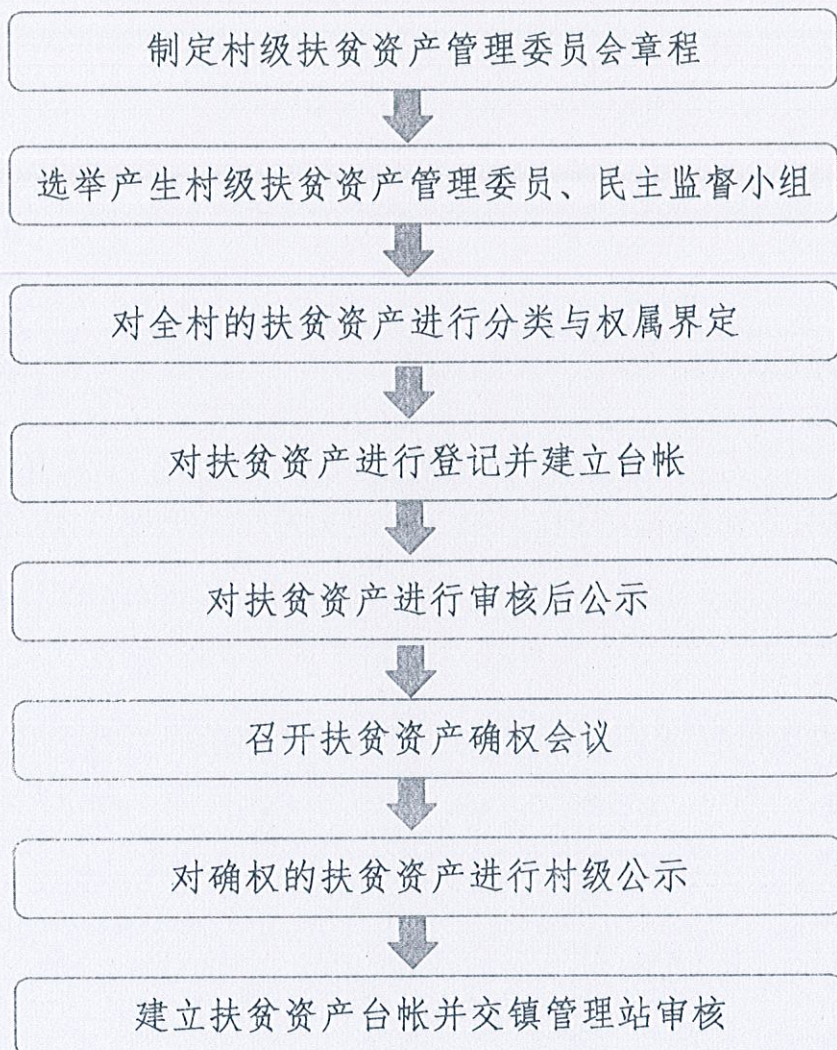 制定村级扶贫资产管理委员会章程
选举产生村级扶贫资产管理委员、民主监督小组
对全村的扶贫资产进行分类与权属界定
对扶贫资产进行登记并建立台帐
对扶贫资产进行审核后公示
召开扶贫资产确权会议
对确权的扶贫资产进行村级公示
建立扶贫资产台帐并交镇管理站审核